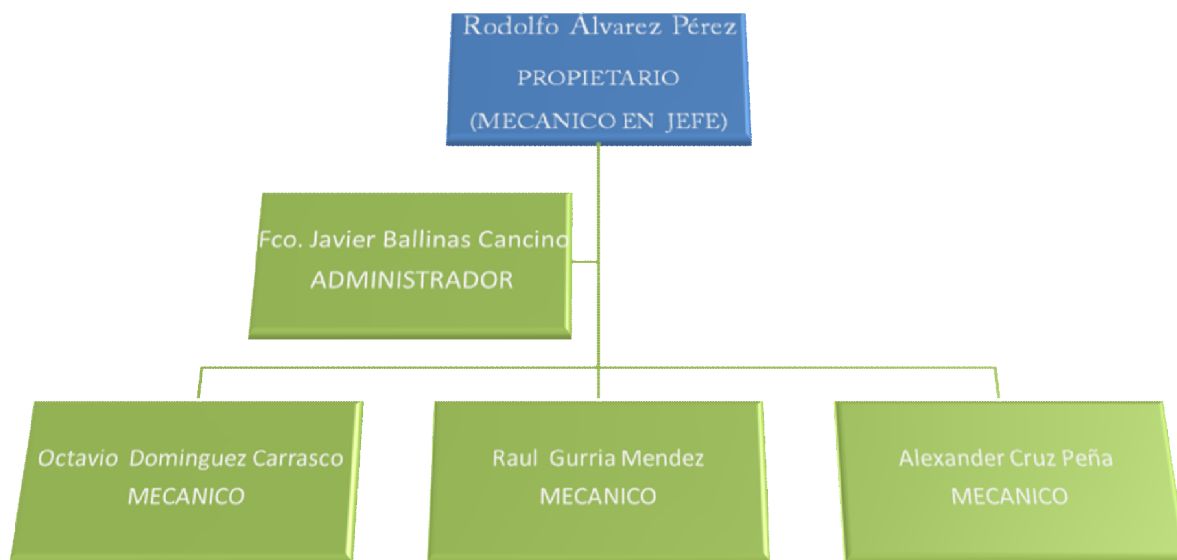 Rodolfo Álvarez Pérez
PROPIETARIO
(MECANICO EN JEFE)
Fco. Javier Ballinas Cancino
ADMINISTRADOR
Octavio Dominguez Carrasco
MECANICO
Raul Gurria Mendez
MECANICO
Alexander Cruz Peña
MECANICO